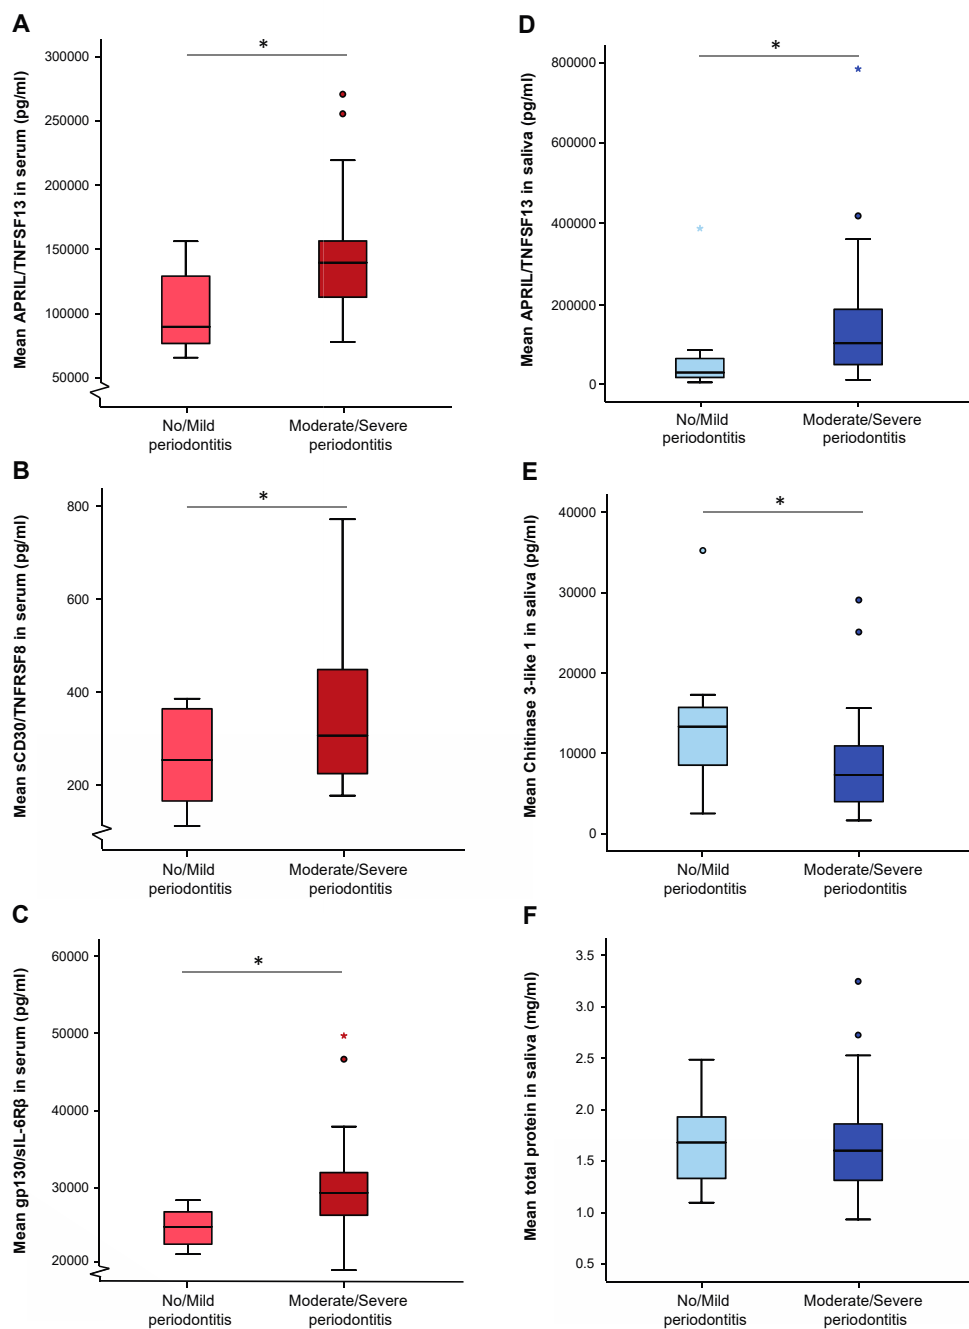 A
Mean APRIL/TNFSF13 in serum (pg/ml)
300000
250000
200000
150000
100000
50000
*
No/Mild
periodontitis
Moderate/Severe
periodontitis
B
Mean sCD30/TNFRSF8 in serum (pg/ml)
800
600
400
200
*
No/Mild
periodontitis
Moderate/Severe
periodontitis
C
Mean gp130/sIL-6Rβ in serum (pg/ml)
60000
50000
40000
30000
20000
*
No/Mild
periodontitis
Moderate/Severe
periodontitis
D
Mean APRIL/TNFSF13 in saliva (pg/ml)
800000
600000
400000
200000
0
*
No/Mild
periodontitis
Moderate/Severe
periodontitis
E
Mean Chitinase 3-like 1 in saliva (pg/ml)
40000
30000
20000
10000
0
*
No/Mild
periodontitis
Moderate/Severe
periodontitis
F
Mean total protein in saliva (mg/ml)
3.5
3.0
2.5
2.0
1.5
1.0
0.5
No/Mild
periodontitis
Moderate/Severe
periodontitis